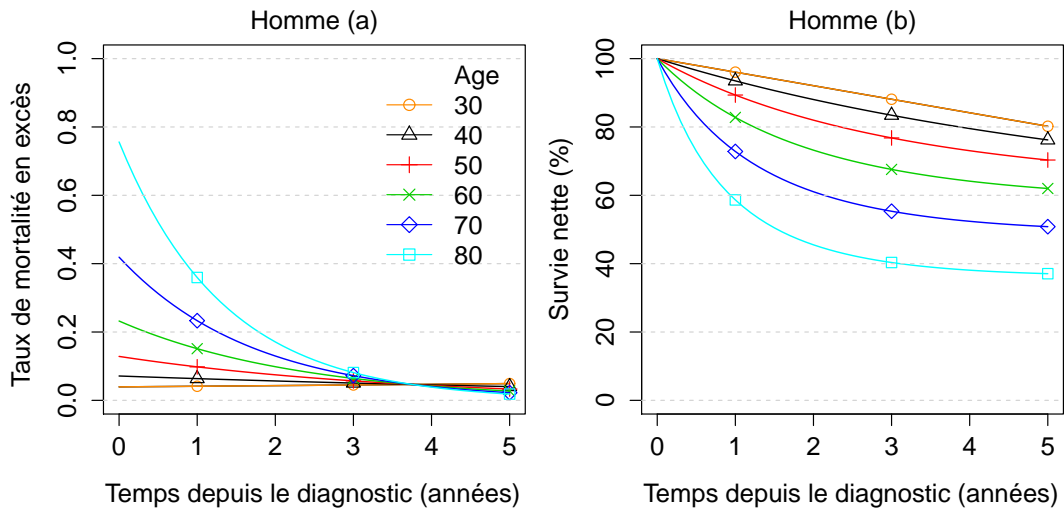 Homme (a)
Taux de mortalité en excès
1.0
0.8
0.6
0.4
0.2
0.0
Age
30
40
50
60
70
80
0 1 2 3 4 5
Temps depuis le diagnostic (années)
Homme (b)
Survie nette (%)
100
80
60
40
20
0
0 1 2 3 4 5
Temps depuis le diagnostic (années)